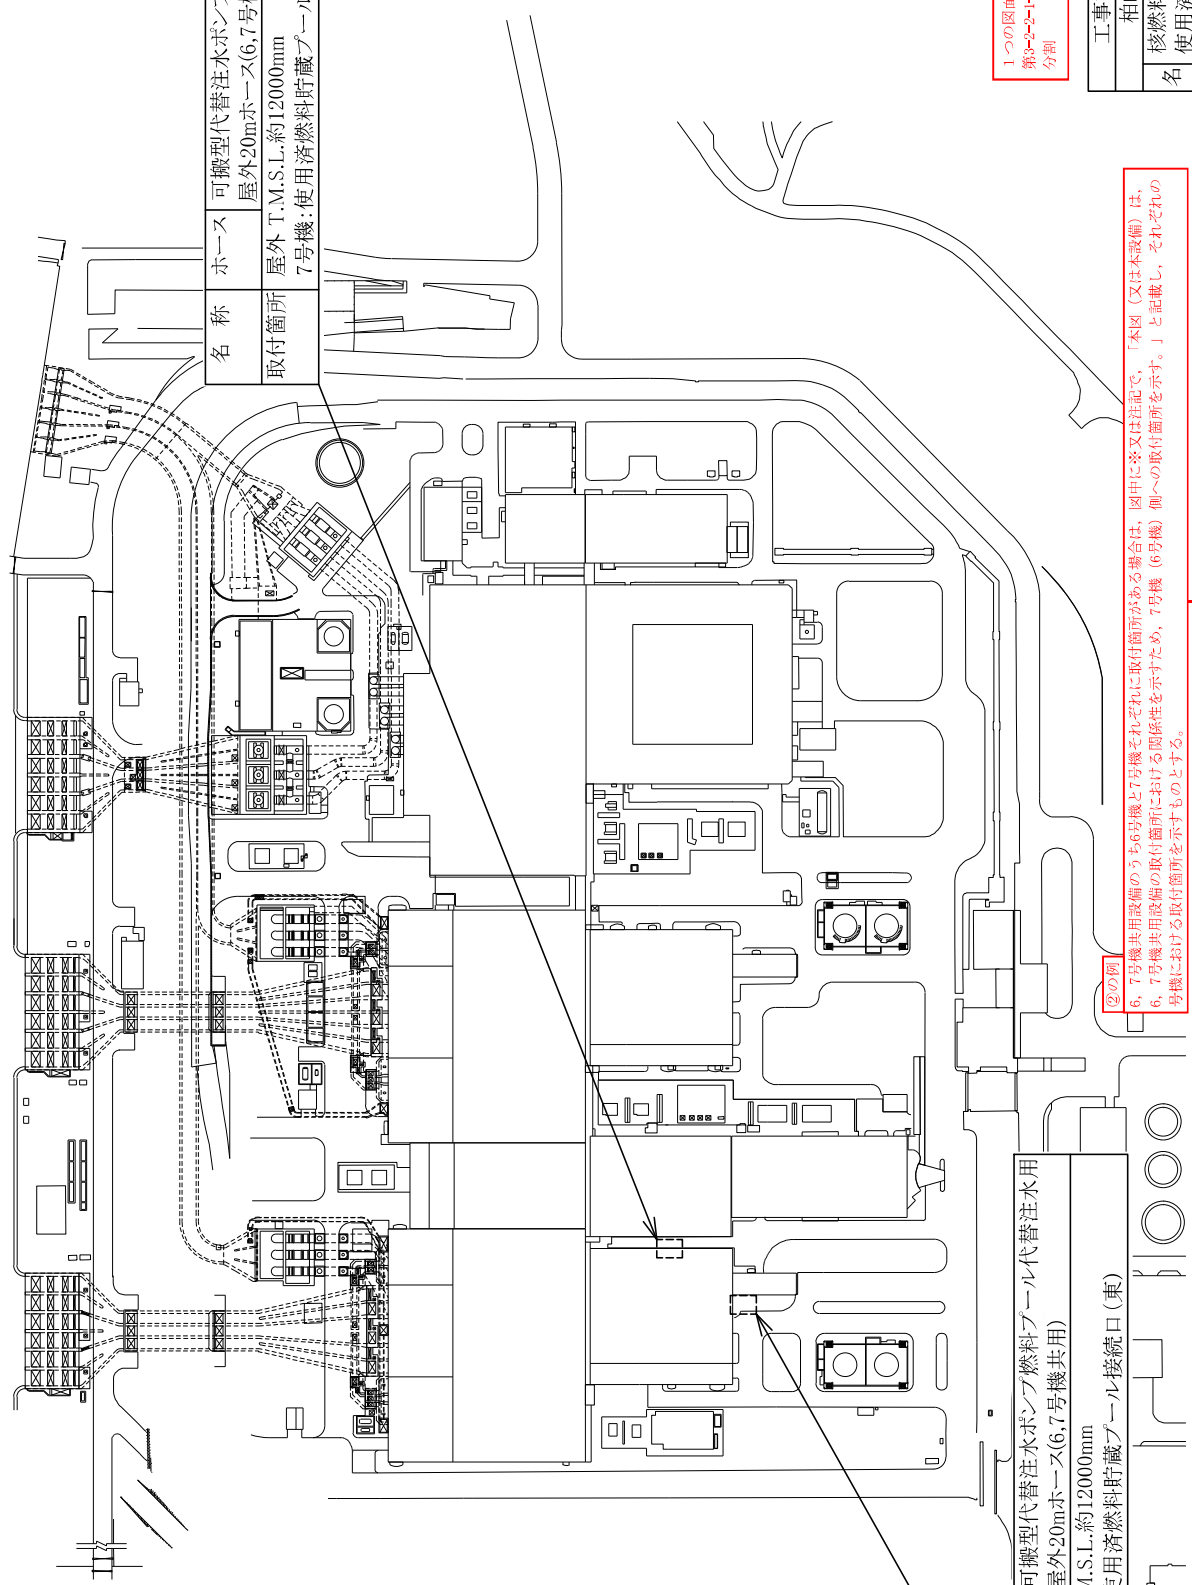 名　称
ホース
可搬型代替注水ポンプ
屋外20mホース(6,7号機
取付箇所
屋外 T.M.S.L.約12000mm
7号機:使用済燃料貯蔵プール
1つの図面
第3-2-2-1-
分割
工事
柏
名
核燃料
使用済
②の例
6，7号機共用設備のうち6号機と7号機それぞれに取付箇所がある場合は，図中に※又は注記で，「本図（又は本設備）は，
6，7号機共用設備の取付箇所における関係性を示すため，7号機（6号機）側への取付箇所を示す。」と記載し，それぞれの
号機における取付箇所を示すものとする。
可搬型代替注水ポンプ燃料プール代替注水用
屋外20mホース(6,7号機共用)
M.S.L.約12000mm
使用済燃料貯蔵プール接続口(東)